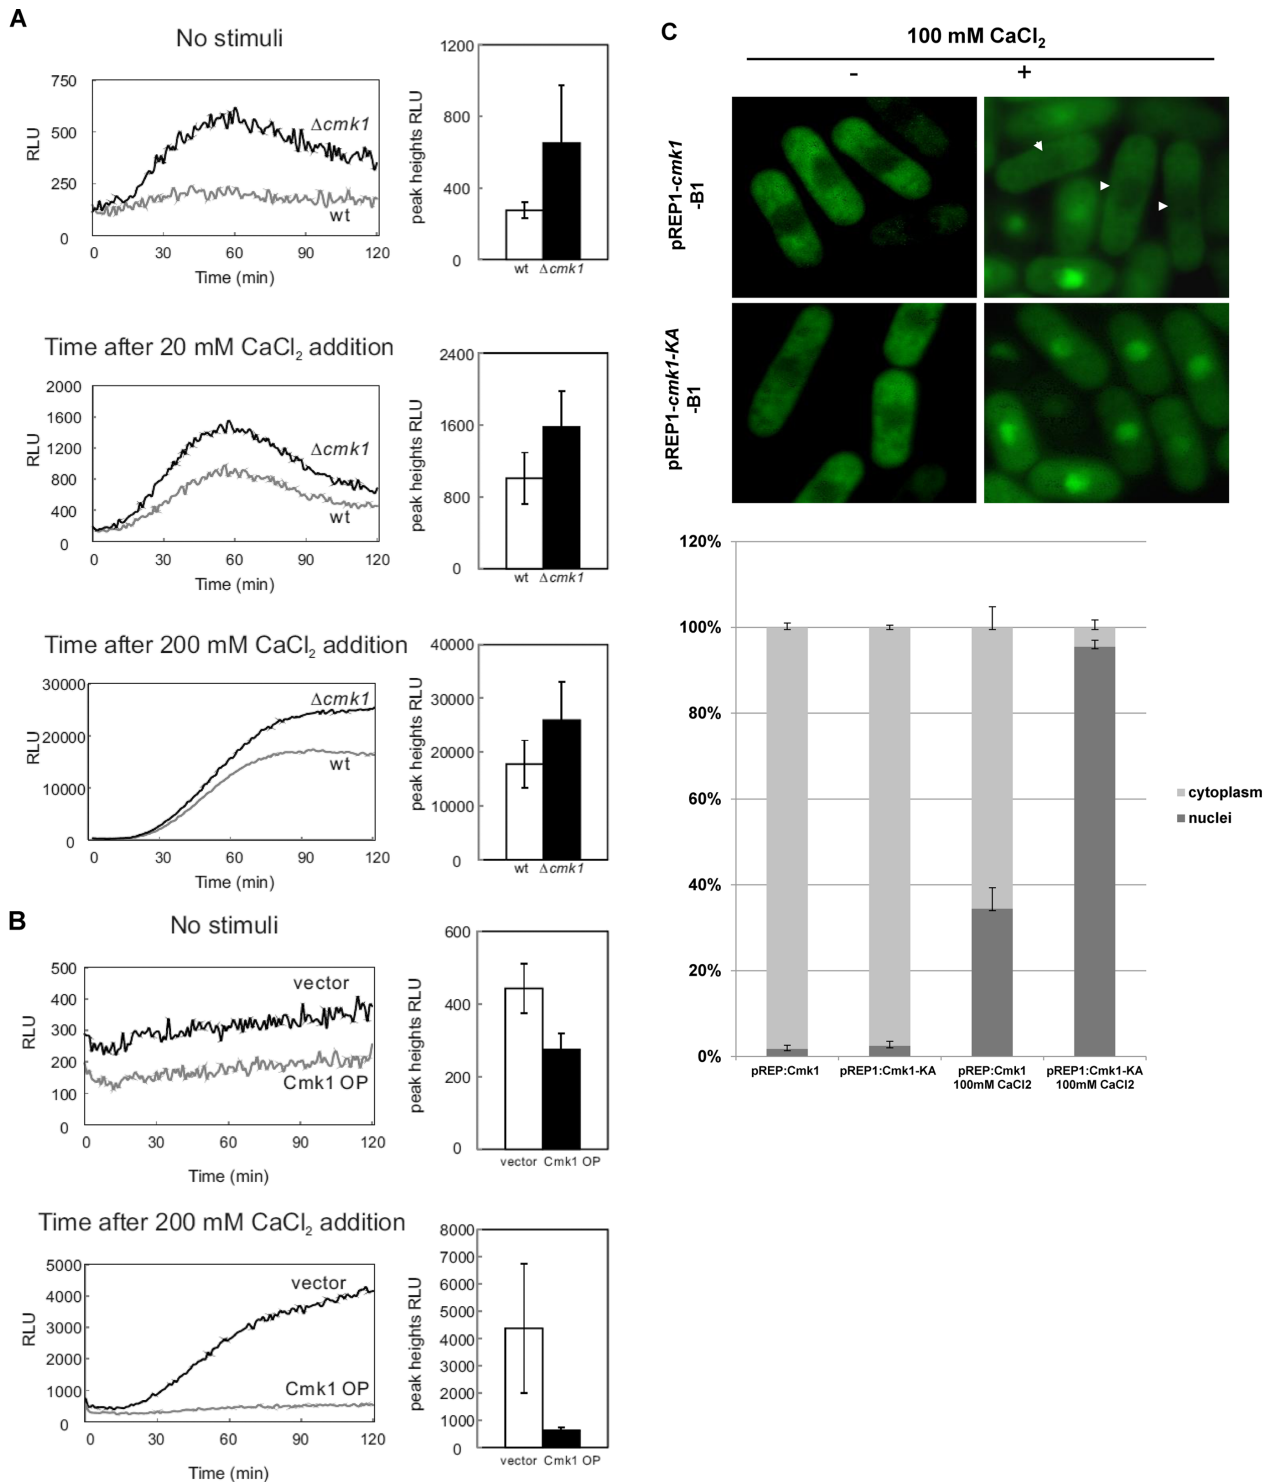 A
No stimuli
750
500
250
0
RLU
Δcmk1
wt
0 30 60 90 120
Time (min)
1200
800
400
0
peak heights RLU
wt Δcmk1
Time after 20 mM CaCl2 addition
2000
1600
1200
800
400
0
RLU
Δcmk1
wt
0 30 60 90 120
Time (min)
2400
1600
800
0
peak heights RLU
wt Δcmk1
Time after 200 mM CaCl2 addition
30000
20000
10000
0
RLU
Δcmk1
wt
0 30 60 90 120
Time (min)
40000
30000
20000
10000
0
peak heights RLU
wt Δcmk1
B
No stimuli
500
400
300
200
100
0
RLU
vector
Cmk1 OP
0 30 60 90 120
Time (min)
600
400
200
0
peak heights RLU
vector Cmk1 OP
Time after 200 mM CaCl2 addition
5000
4000
3000
2000
1000
0
RLU
vector
Cmk1 OP
0 30 60 90 120
Time (min)
8000
7000
6000
5000
4000
3000
2000
1000
0
peak heights RLU
vector Cmk1 OP
C
100 mM CaCl2
- +
pREP1-cmk1
-B1
pREP1-cmk1-KA
-B1
120%
100%
80%
60%
40%
20%
0%
pREP:Cmk1
pREP1:Cmk1-KA
pREP:Cmk1
100mM CaCl2
pREP1:Cmk1-KA
100mM CaCl2
cytoplasm
nuclei